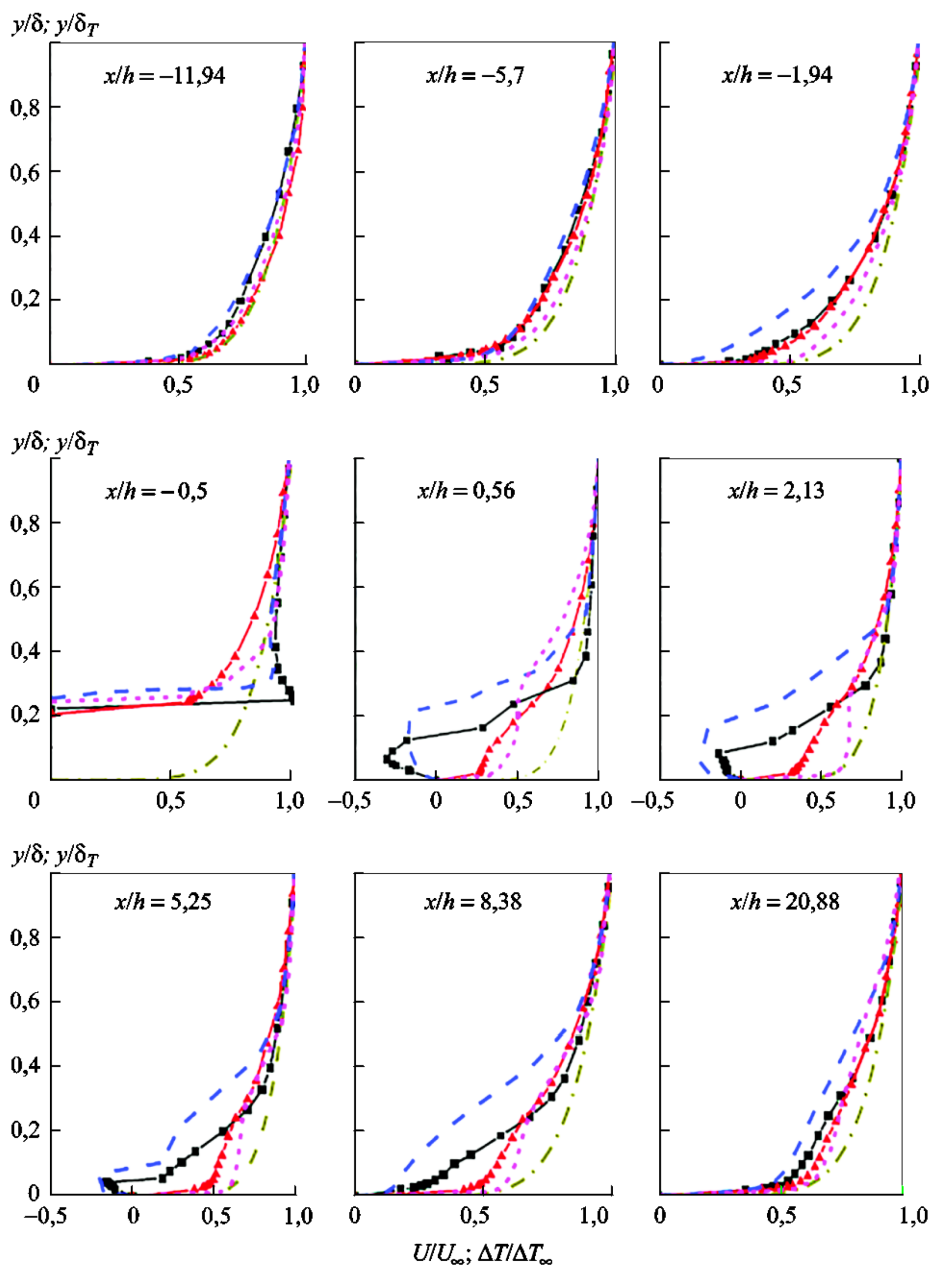 y/δ; y/δT
x/h = –11,94
x/h = –5,7
x/h = –1,94
0,8
0,6
0,4
0,2
0 0,5 1,0
0 0,5 1,0
0 0,5 1,0
y/δ; y/δT
x/h = – 0,5
x/h = 0,56
x/h = 2,13
0,8
0,6
0,4
0,2
0 0,5 1,0
–0,5 0 0,5 1,0
–0,5 0 0,5 1,0
y/δ; y/δT
x/h = 5,25
x/h = 8,38
x/h = 20,88
0,8
0,6
0,4
0,2
0
–0,5 0 0,5 1,0
0 0,5 1,0
0 0,5 1,0
U/U∞; ΔT/ΔT∞